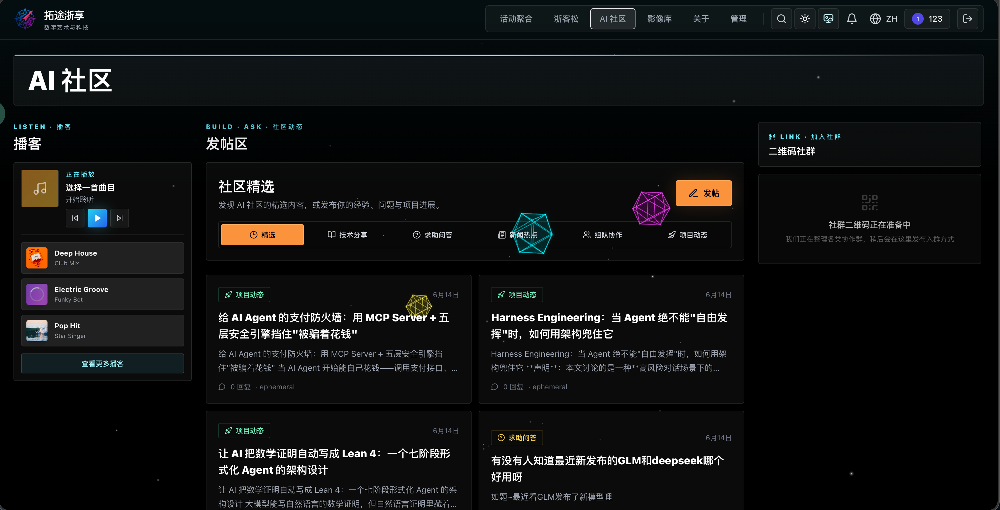 拓途浙享
数字艺术与科技
活动聚合
浙客松
AI 社区
影像库
关于
管理
ZH
1
123
AI 社区
LISTEN · 播客
播客
正在播放
选择一首曲目
开始聆听
Deep House
Club Mix
Electric Groove
Funky Bot
Pop Hit
Star Singer
查看更多播客
BUILD · ASK · 社区动态
发帖区
社区精选
发现 AI 社区的精选内容，或发布你的经验、问题与项目进展。
发帖
精选
技术分享
求助问答
新闻热点
组队协作
项目动态
项目动态
6月14日
给 AI Agent 的支付防火墙：用 MCP Server + 五
层安全引擎挡住"被骗着花钱"
给 AI Agent 的支付防火墙：用 MCP Server + 五层安全引擎挡
住"被骗着花钱" 当 AI Agent 开始能自己花钱——调用支付接口、...
0 回复 · ephemeral
项目动态
6月14日
Harness Engineering：当 Agent 绝不能"自由发
挥"时，如何用架构兜住它
Harness Engineering：当 Agent 绝不能"自由发挥"时，如何用架
构兜住它 **声明**：本文讨论的是一种**高风险对话场景下的...
0 回复 · ephemeral
项目动态
6月14日
让 AI 把数学证明自动写成 Lean 4：一个七阶段形
式化 Agent 的架构设计
让 AI 把数学证明自动写成 Lean 4：一个七阶段形式化 Agent 的架
构设计 大模型能写自然语言的数学证明，但自然语言证明里藏着...
求助问答
6月14日
有没有人知道最近新发布的GLM和deepseek哪个
好用呀
如题~最近看GLM发布了新模型哩
LINK · 加入社群
二维码社群
社群二维码正在准备中
我们正在整理各类协作群，稍后会在这里发布入群方式